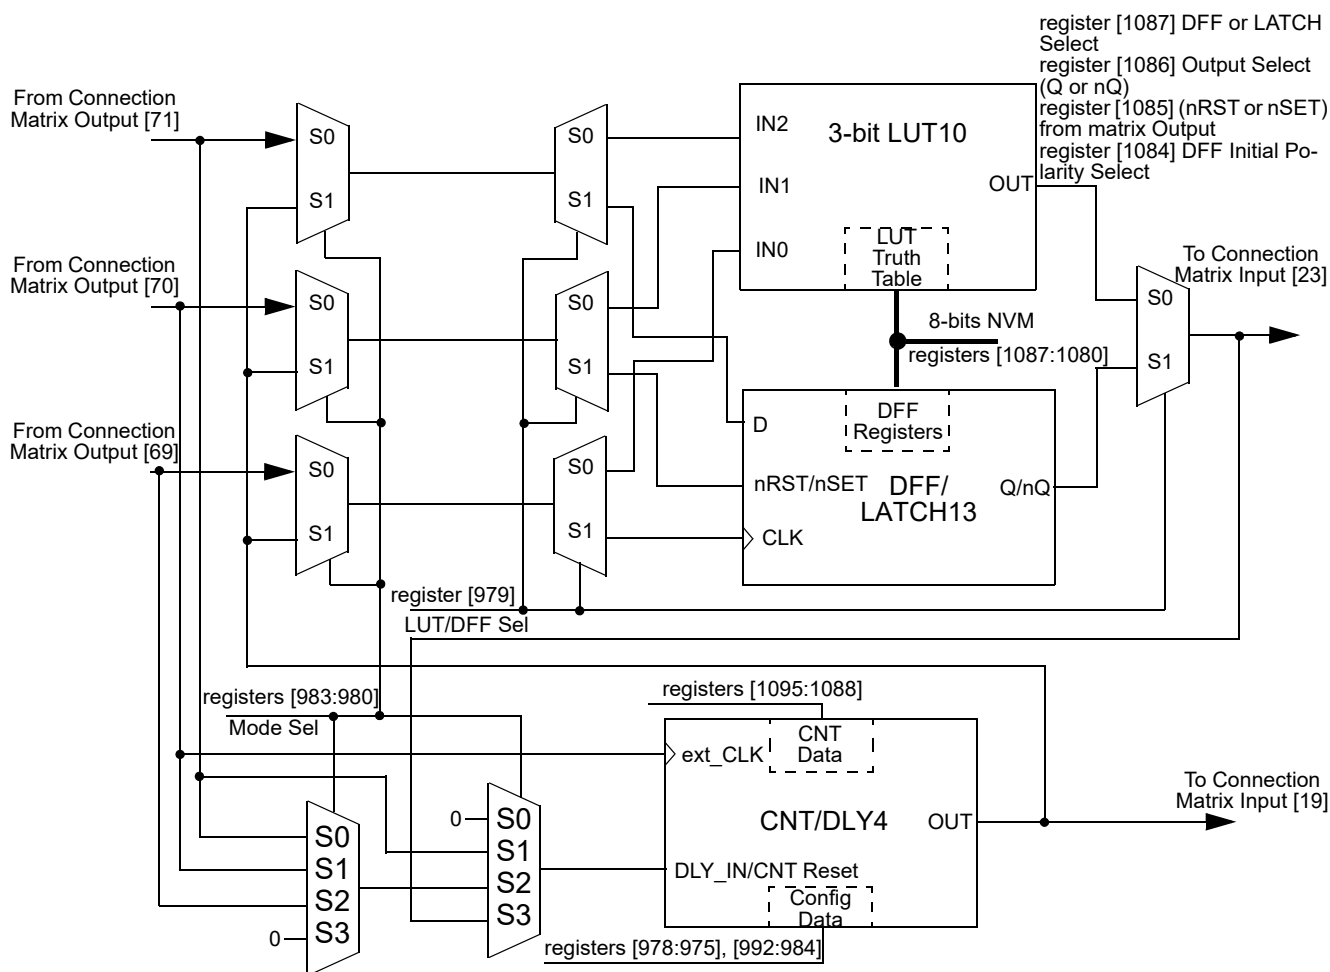 register [1087] DFF or LATCH
Select
register [1086] Output Select
(Q or nQ)
register [1085] (nRST or nSET)
from matrix Output
register [1084] DFF Initial Po-
larity Select
From Connection
Matrix Output [71]
S0
S1
S0
S1
IN2
3-bit LUT10
IN1
OUT
IN0
LUT
Truth
Table
From Connection
Matrix Output [70]
S0
S1
S0
S1
To Connection
Matrix Input [23]
S0
S1
8-bits NVM
registers [1087:1080]
From Connection
Matrix Output [69]
S0
S1
S0
S1
D
DFF
Registers
nRST/nSET
DFF/
LATCH13
Q/nQ
CLK
register [979]
LUT/DFF Sel
registers [983:980]
Mode Sel
registers [1095:1088]
ext_CLK
CNT
Data
To Connection
Matrix Input [19]
CNT/DLY4
OUT
DLY_IN/CNT Reset
Config
Data
0
S0
S1
S2
S3
S0
S1
S2
0
S3
registers [978:975], [992:984]